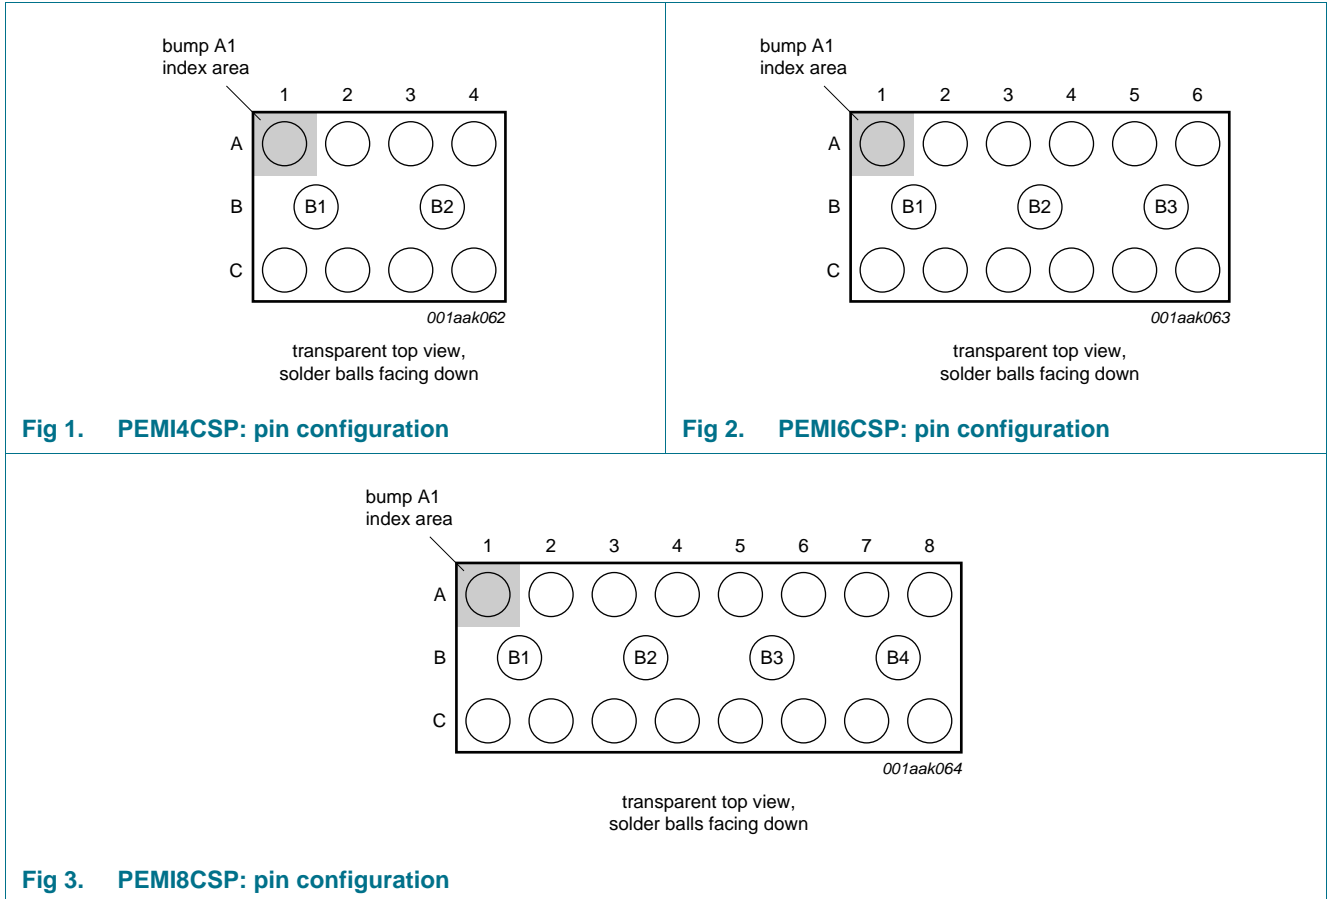 bump A1
index area
1 2 3 4
A
B B1 B2
C
001aak062
transparent top view,
solder balls facing down
Fig 1. PEMI4CSP: pin configuration
bump A1
index area
1 2 3 4 5 6
A
B B1 B2 B3
C
001aak063
transparent top view,
solder balls facing down
Fig 2. PEMI6CSP: pin configuration
bump A1
index area
1 2 3 4 5 6 7 8
A
B B1 B2 B3 B4
C
001aak064
transparent top view,
solder balls facing down
Fig 3. PEMI8CSP: pin configuration